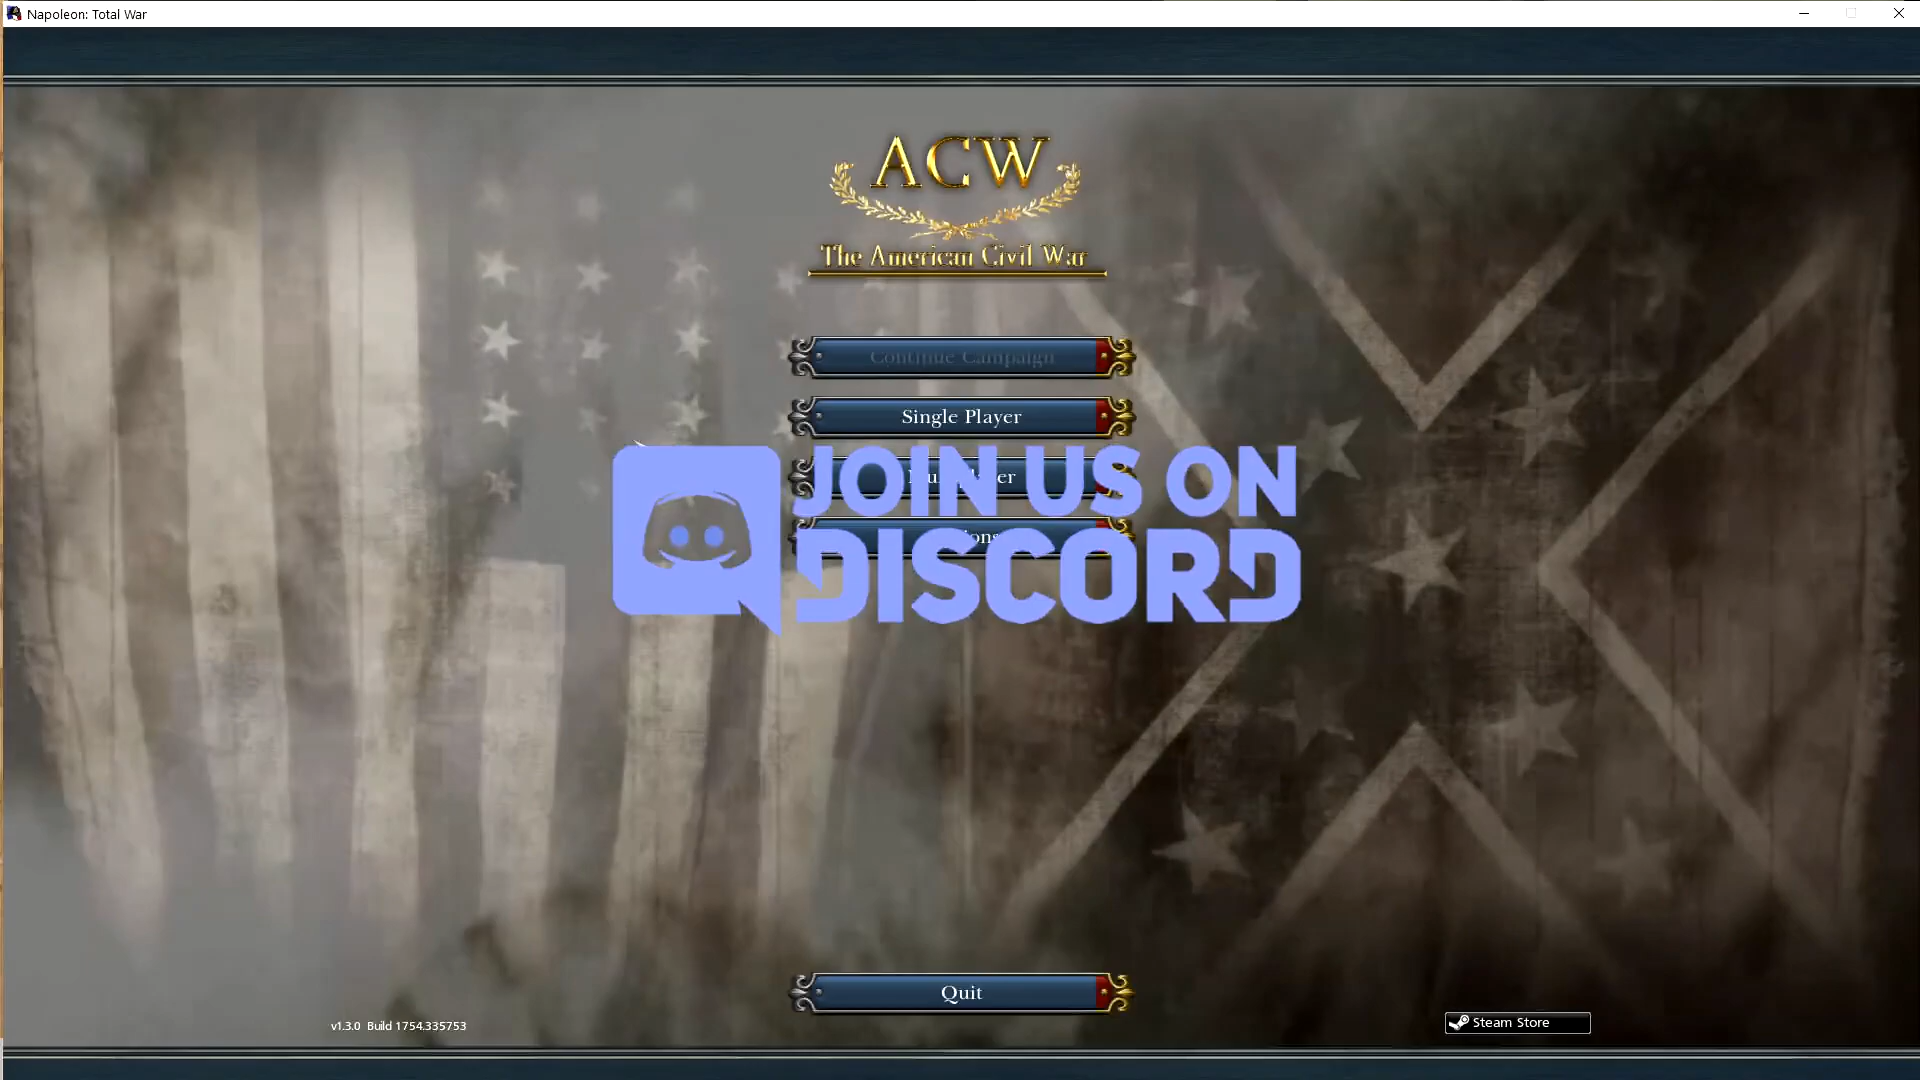 Napoleon: Total War
ACW
The American Civil War
Continue Campaign
Single Player
JOIN US ON
DISCORD
Quit
v1.3.0 Build 1754.335753
Steam Store